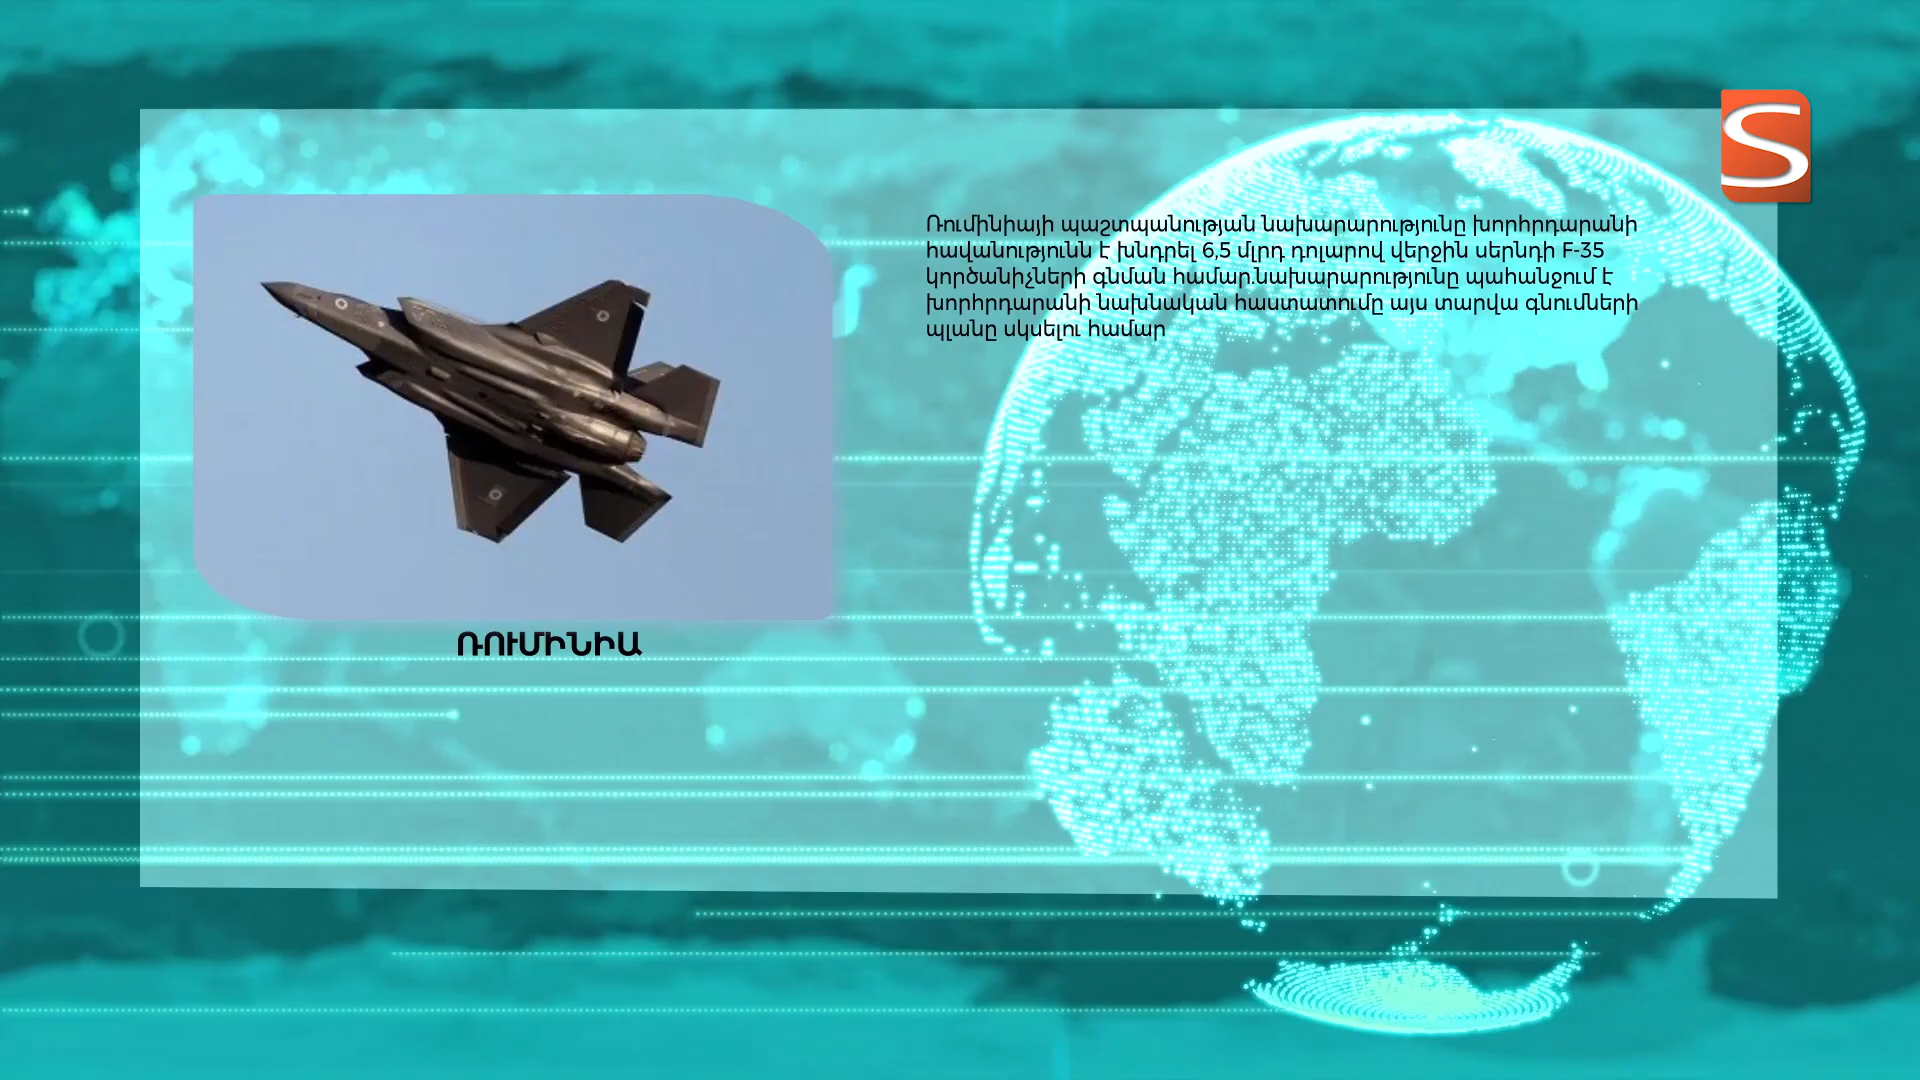 Ռումինիայի պաշտպանության նախարարությունը խորհրդարանի
հավանությունն է խնդրել 6,5 մլրդ դոլարով վերջին սերնդի F-35
կործանիչների գնման համար.նախարարությունը պահանջում է
խորհրդարանի նախնական հաստատումը այս տարվա գնումների
պլանը սկսելու համար
ՌՈՒՄԻՆԻԱ
S